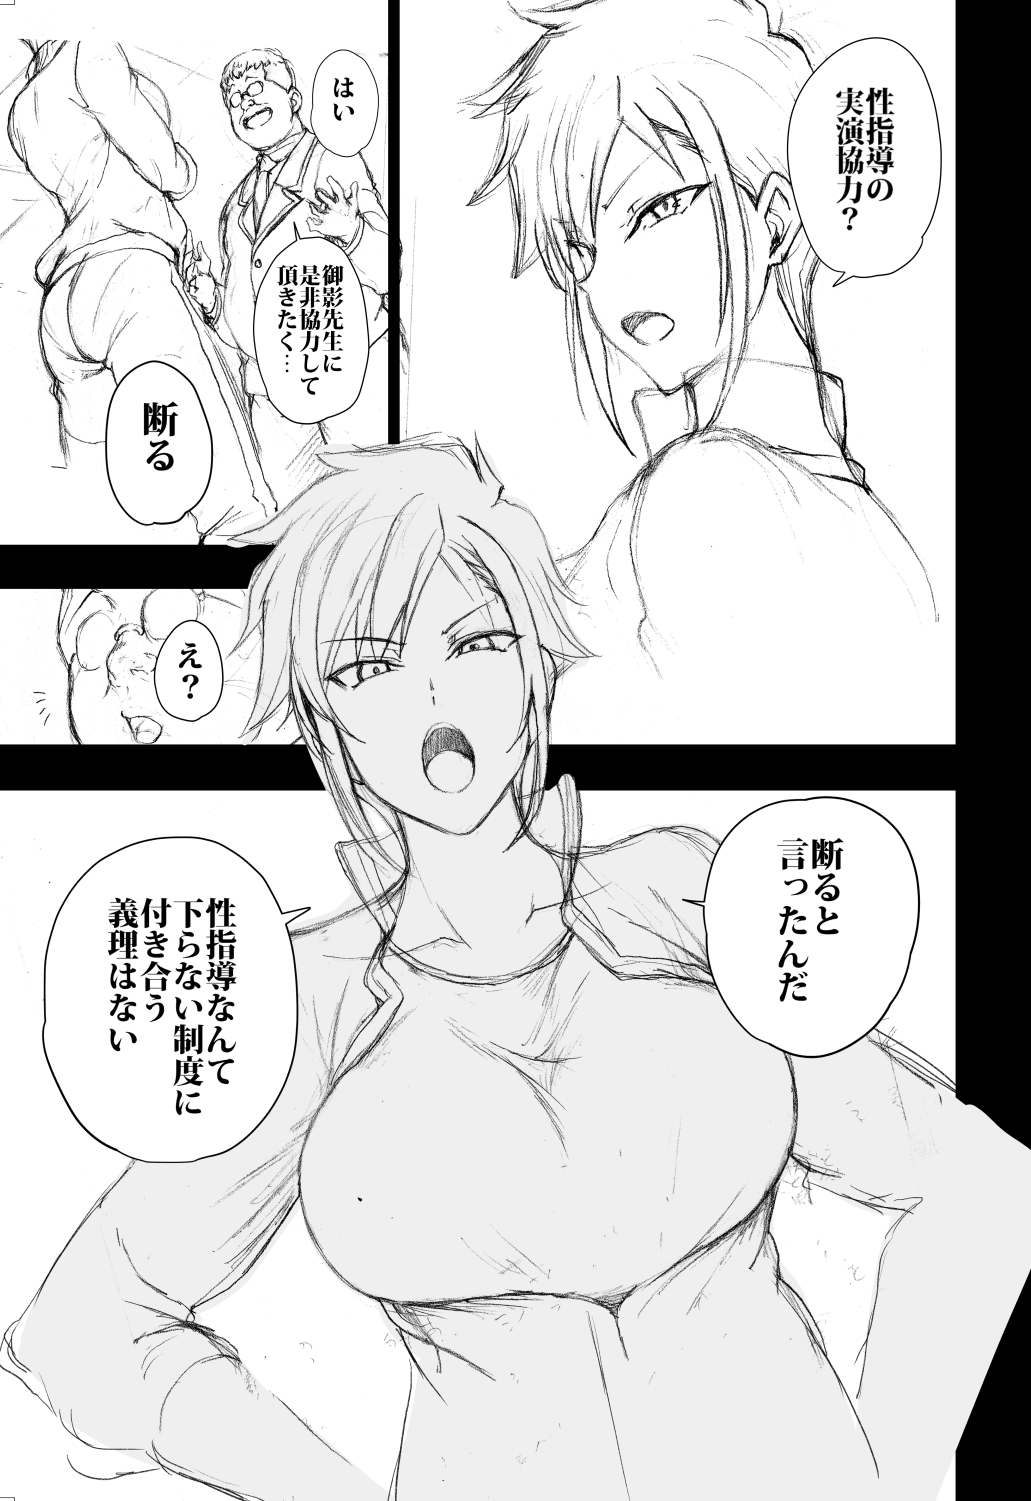 性指導の
実演協力?
はい
御影先生に
是非協力して
頂きたく…
断る
え?
断ると
言ったんだ
性指導なんて
下らない制度に
付き合う
義理はない